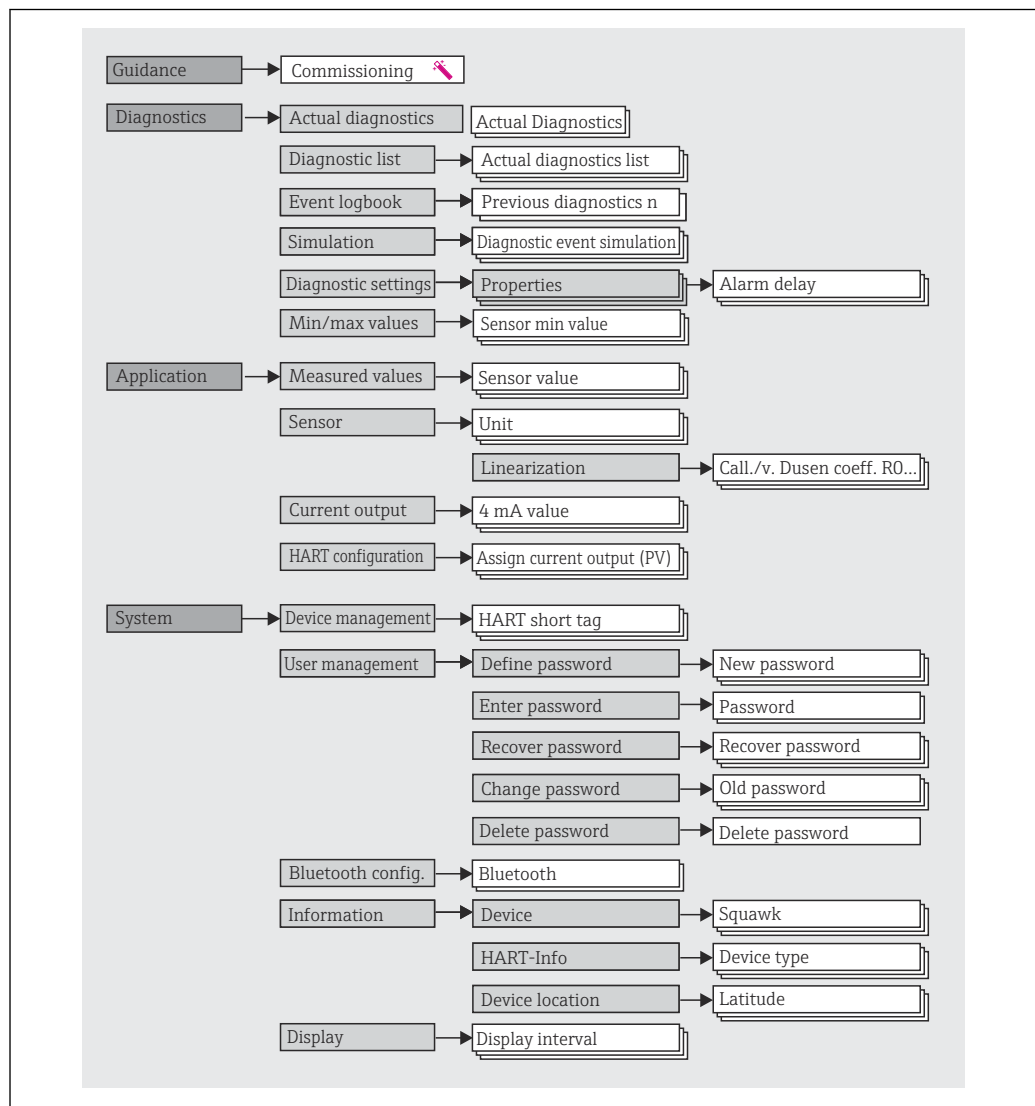 Guidance
Commissioning
Diagnostics
Actual diagnostics
Actual Diagnostics
Diagnostic list
Actual diagnostics list
Event logbook
Previous diagnostics n
Simulation
Diagnostic event simulation
Diagnostic settings
Properties
Alarm delay
Min/max values
Sensor min value
Application
Measured values
Sensor value
Sensor
Unit
Linearization
Call./v. Dusen coeff. R0...
Current output
4 mA value
HART configuration
Assign current output (PV)
System
Device management
HART short tag
User management
Define password
New password
Enter password
Password
Recover password
Recover password
Change password
Old password
Delete password
Delete password
Bluetooth config.
Bluetooth
Information
Device
Squawk
HART-Info
Device type
Device location
Latitude
Display
Display interval